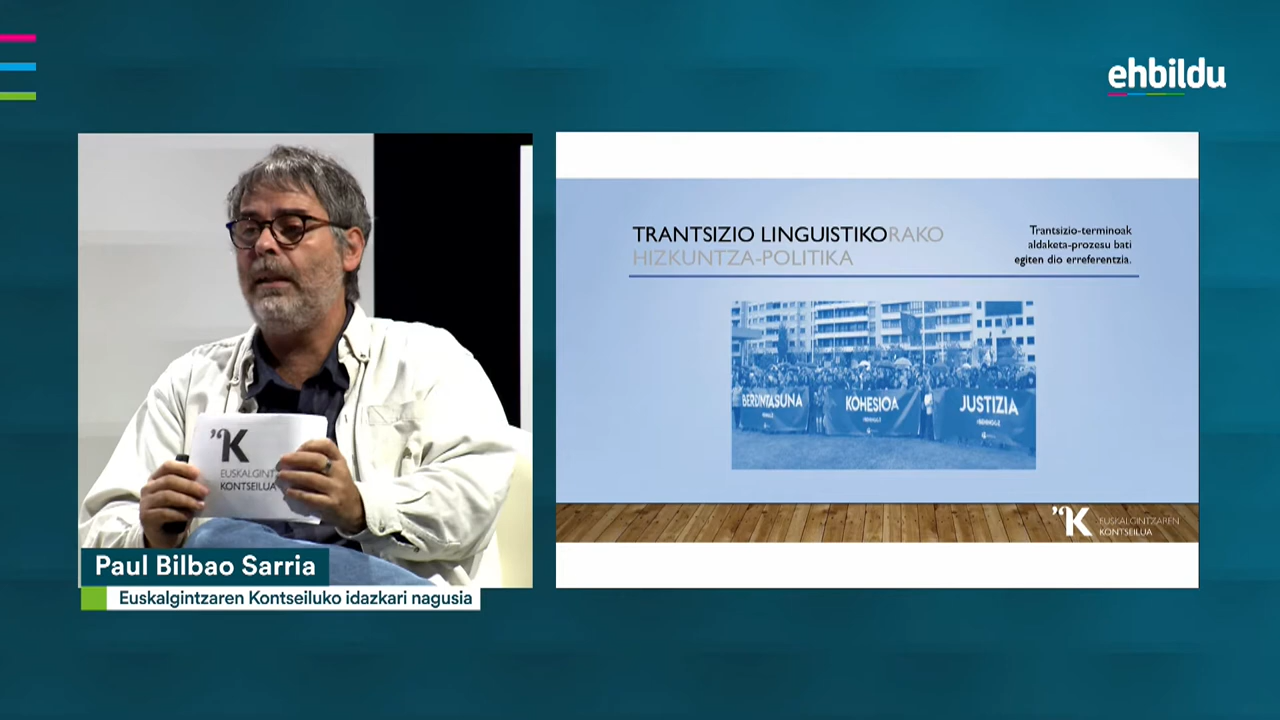 ehbildu
TRANTSIZIO LINGUISTIKORAKO
HIZKUNTZA-POLITIKA
Trantsizio-terminoak
aldaketa-prozesu bati
egiten dio erreferentzia.
BERDINTASUNA
KOHESIOA
JUSTIZIA
'K
EUSKALGINTZAREN
KONTSEILUA
'K
EUSKALGINT
KONTSEILUA
Paul Bilbao Sarria
Euskalgintzaren Kontseiluko idazkari nagusia